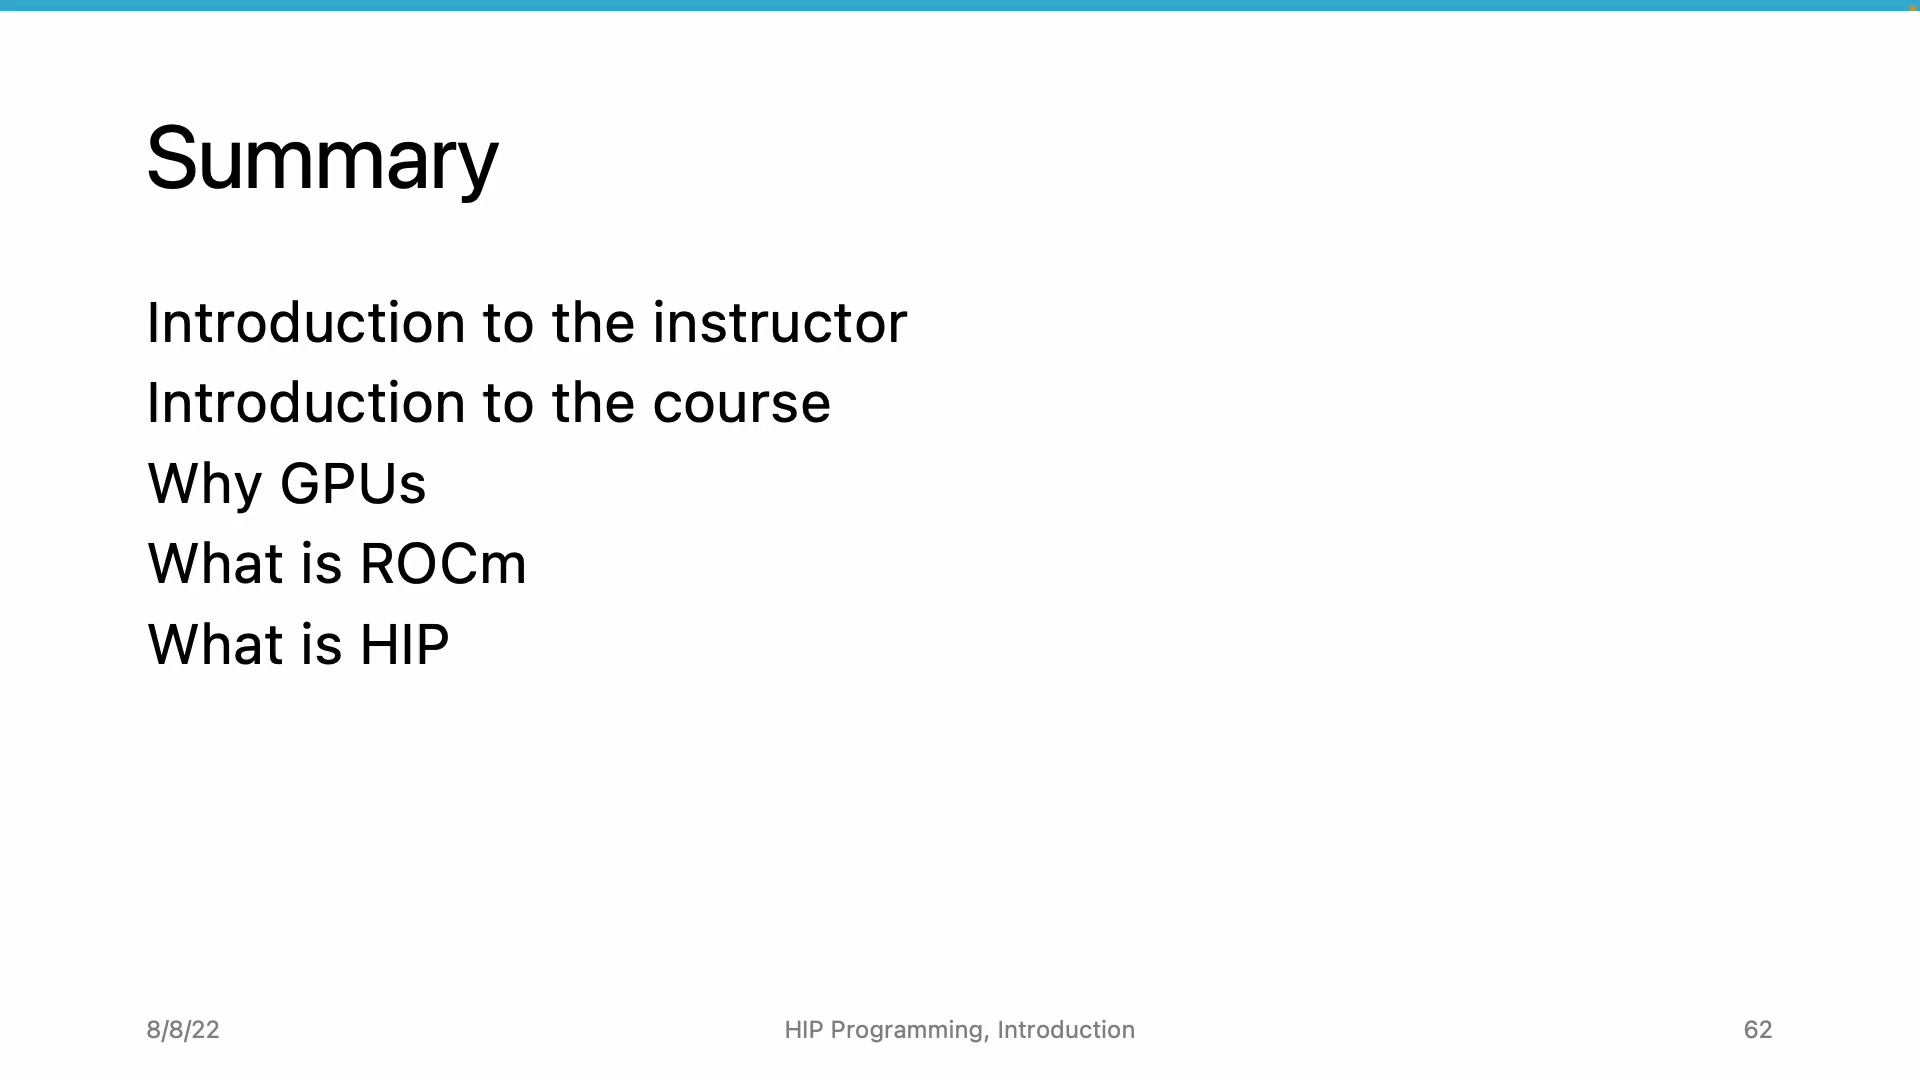 Summary
Introduction to the instructor
Introduction to the course
Why GPUs
What is ROCm
What is HIP
8/8/22
HIP Programming, Introduction
62